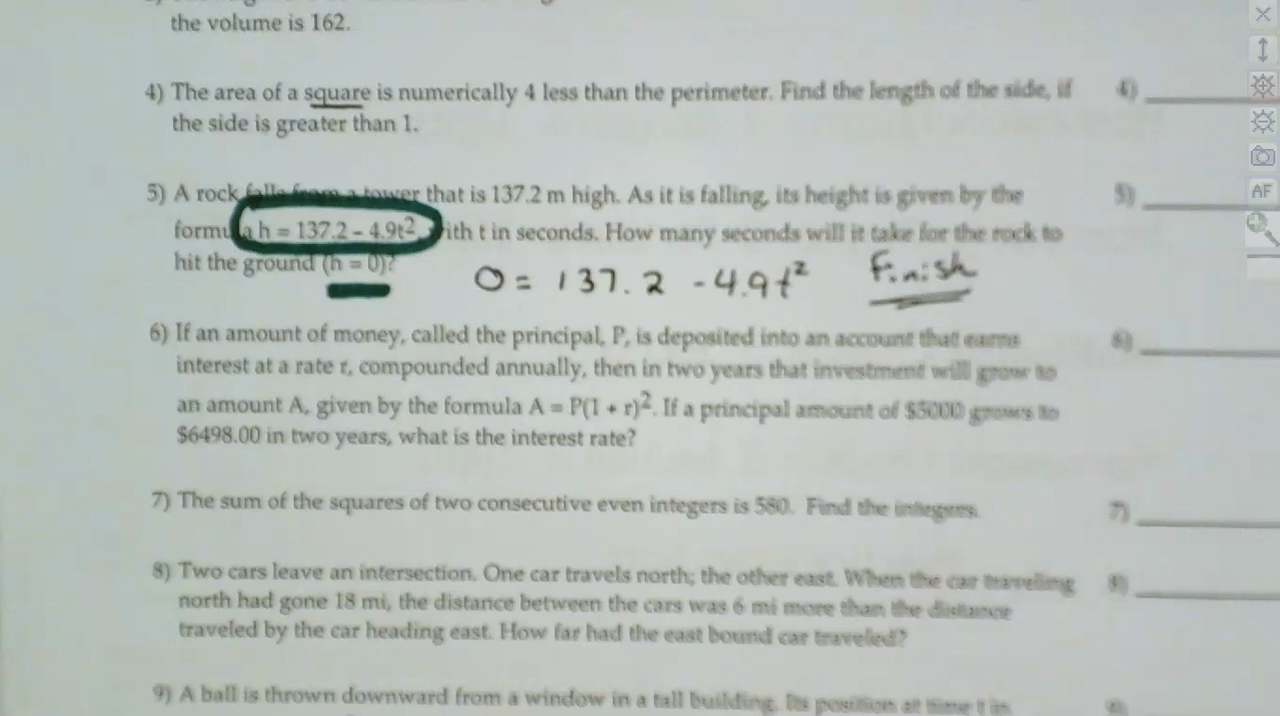 the volume is 162.
4) The area of a square is numerically 4 less than the perimeter. Find the length of the side, if
4)
the side is greater than 1.
5) A rock falls from a tower that is 137.2 m high. As it is falling, its height is given by the
5)
formula h = 137.2 - 4.9t², with t in seconds. How many seconds will it take for the rock to
hit the ground (h = 0)?
0 = 137.2 - 4.9t² Finish
6) If an amount of money, called the principal, P, is deposited into an account that earns
6)
interest at a rate r, compounded annually, then in two years that investment will grow to
an amount A, given by the formula A = P(1 + r)². If a principal amount of $5000 grows to
$6498.00 in two years, what is the interest rate?
7) The sum of the squares of two consecutive even integers is 580. Find the integers.
7)
8) Two cars leave an intersection. One car travels north; the other east. When the car traveling
8)
north had gone 18 mi, the distance between the cars was 6 mi more than the distance
traveled by the car heading east. How far had the east bound car traveled?
9) A ball is thrown downward from a window in a tall building. Its position at time t in
AF